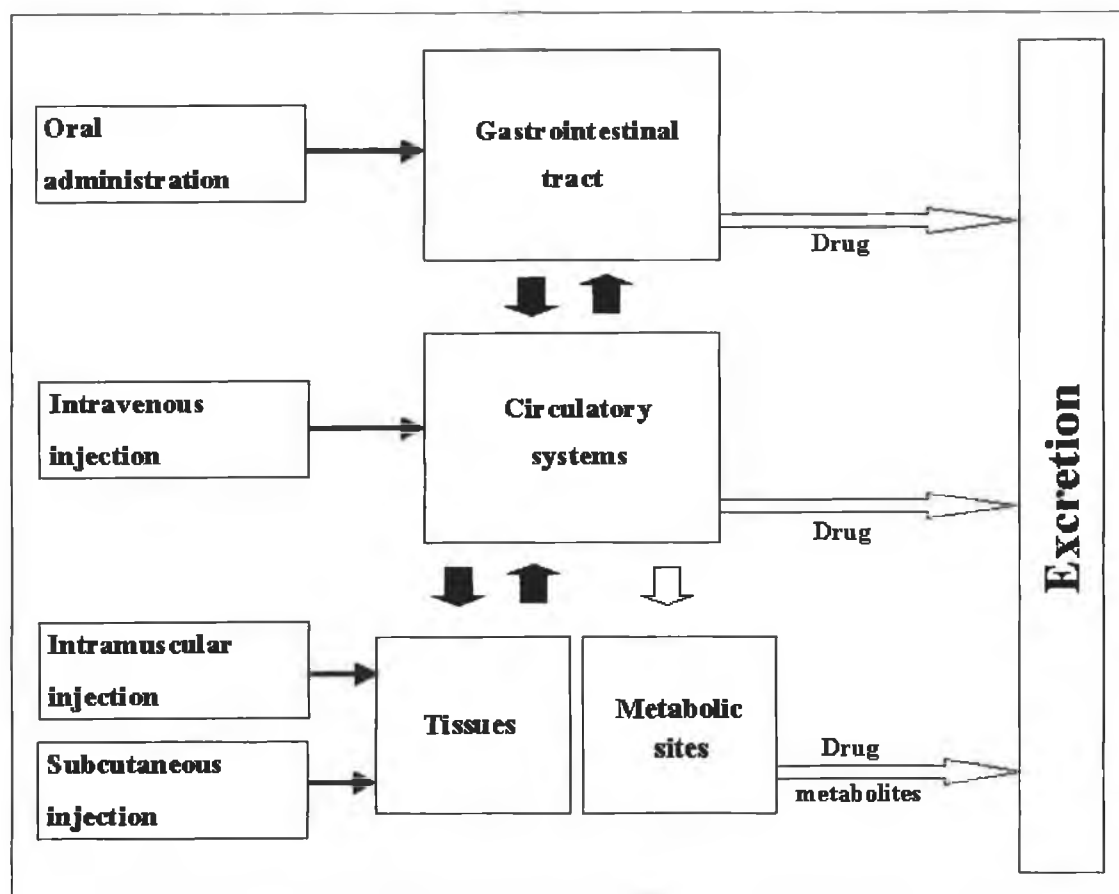 Oral
administration
Gastrointestinal
tract
Drug
Intravenous
injection
Circulatory
systems
Drug
Excretion
Intramuscular
injection
Subcutaneous
injection
Tissues
Metabolic
sites
Drug
metabolites